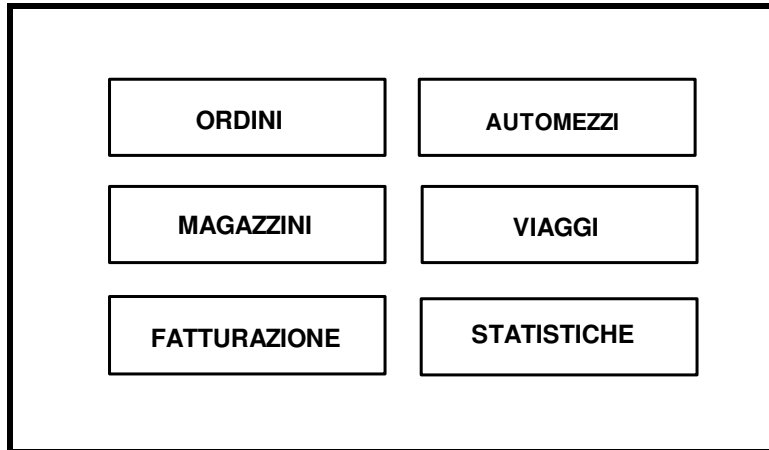 ORDINI
AUTOMEZZI
MAGAZZINI
VIAGGI
FATTURAZIONE
STATISTICHE